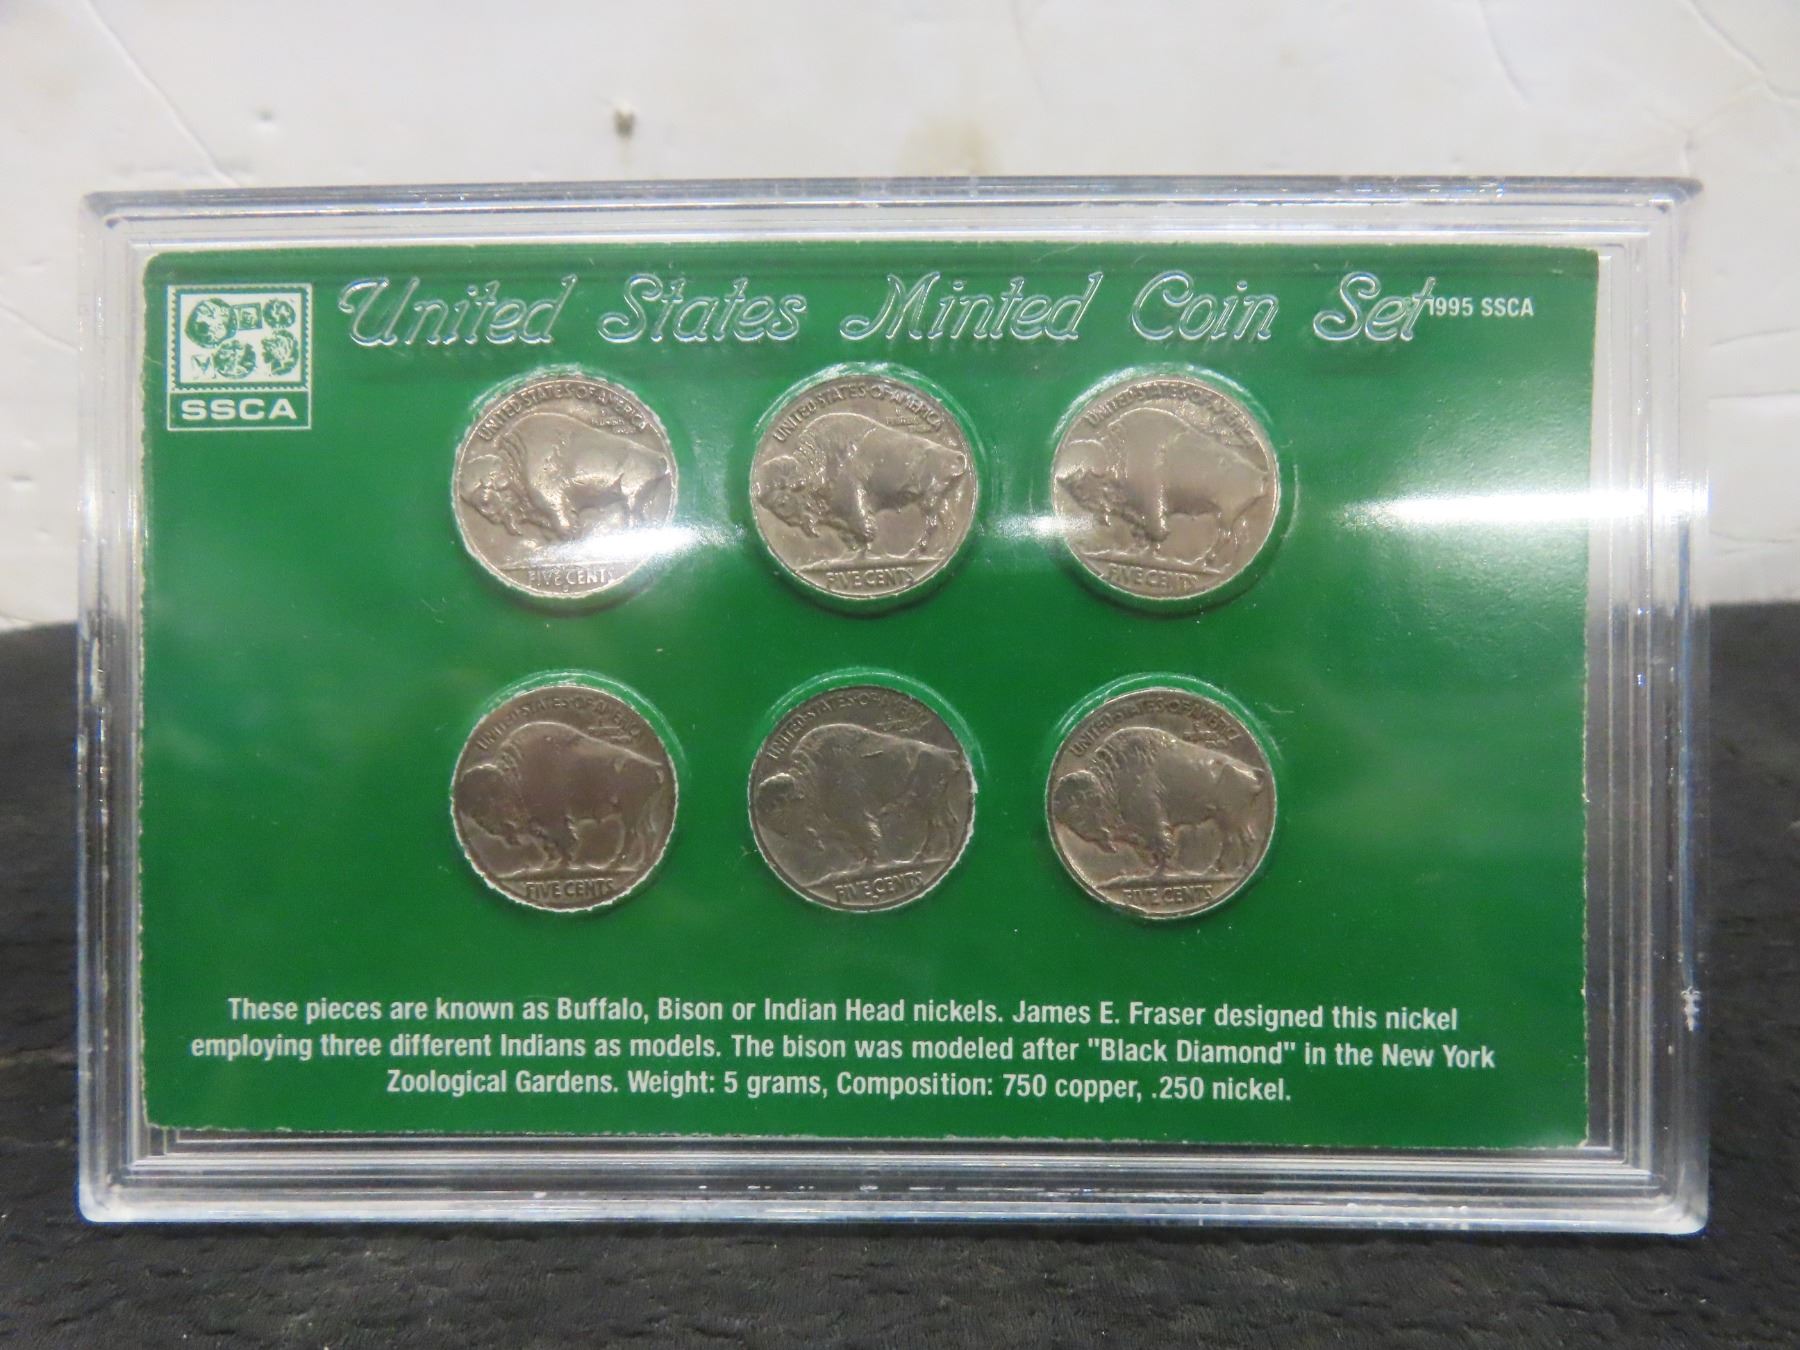 United States Minted Coin Set
1995 SSCA
SSCA
UNITED STATES OF AMERICA
FIVE CENTS
UNITED STATES OF AMERICA
FIVE CENTS
UNITED STATES OF AMERICA
FIVE CENTS
UNITED STATES OF AMERICA
FIVE CENTS
UNITED STATES OF AMERICA
FIVE CENTS
UNITED STATES OF AMERICA
FIVE CENTS
These pieces are known as Buffalo, Bison or Indian Head nickels. James E. Fraser designed this nickel
employing three different Indians as models. The bison was modeled after "Black Diamond" in the New York
Zoological Gardens. Weight: 5 grams, Composition: 750 copper, .250 nickel.